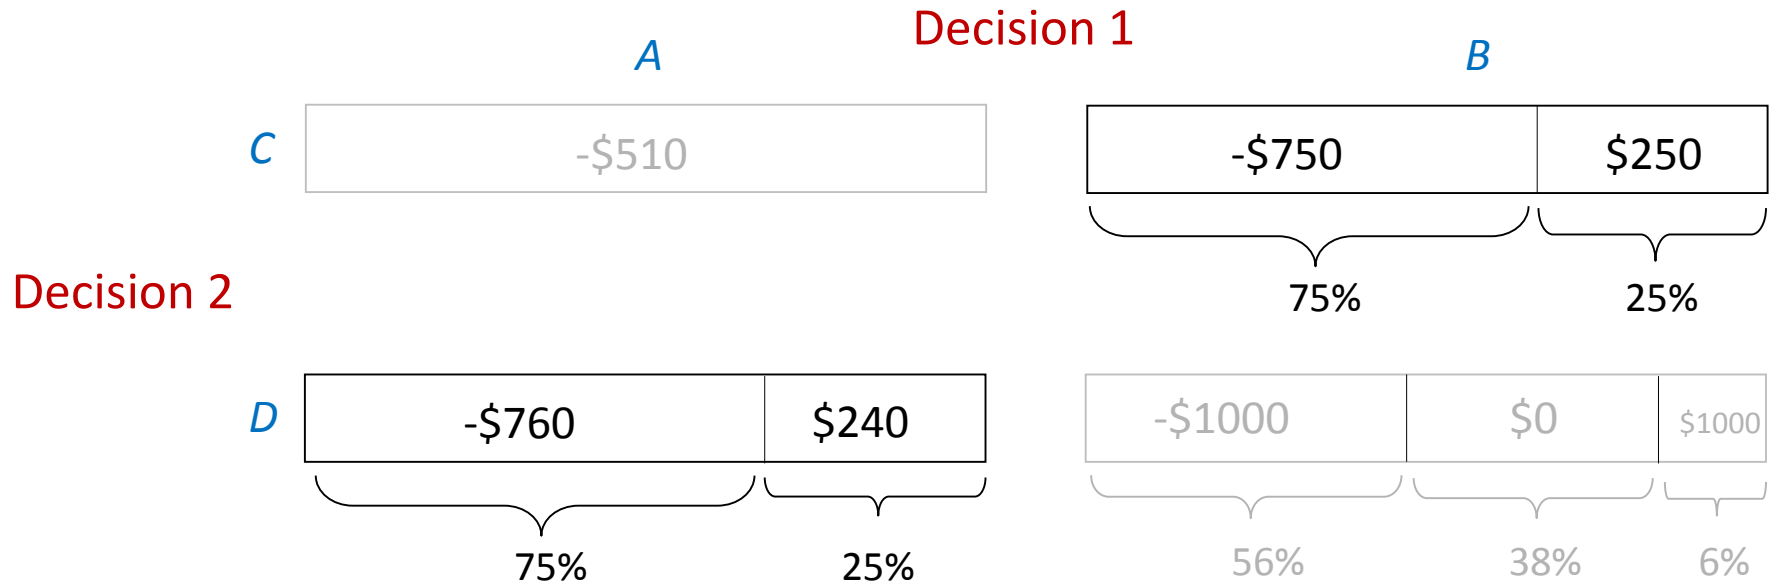 Decision 1
A B
C -$510 -$750 $250
75% 25%
Decision 2
D -$760 $240 -$1000 $0 $1000
75% 25% 56% 38% 6%